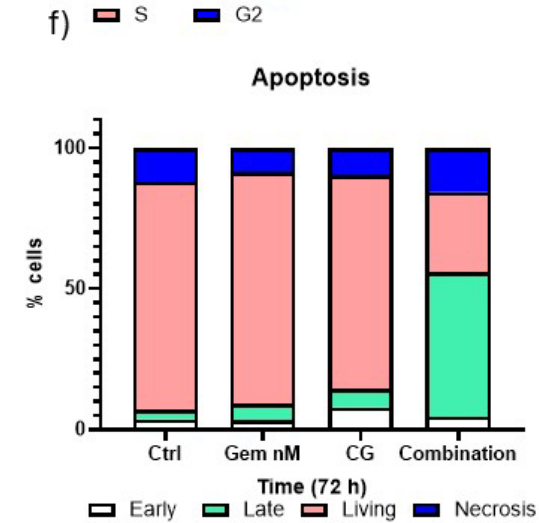 f) S G2
Apoptosis
100
% cells
50
0
Ctrl Gem nM CG Combination
Time (72 h)
Early Late Living Necrosis